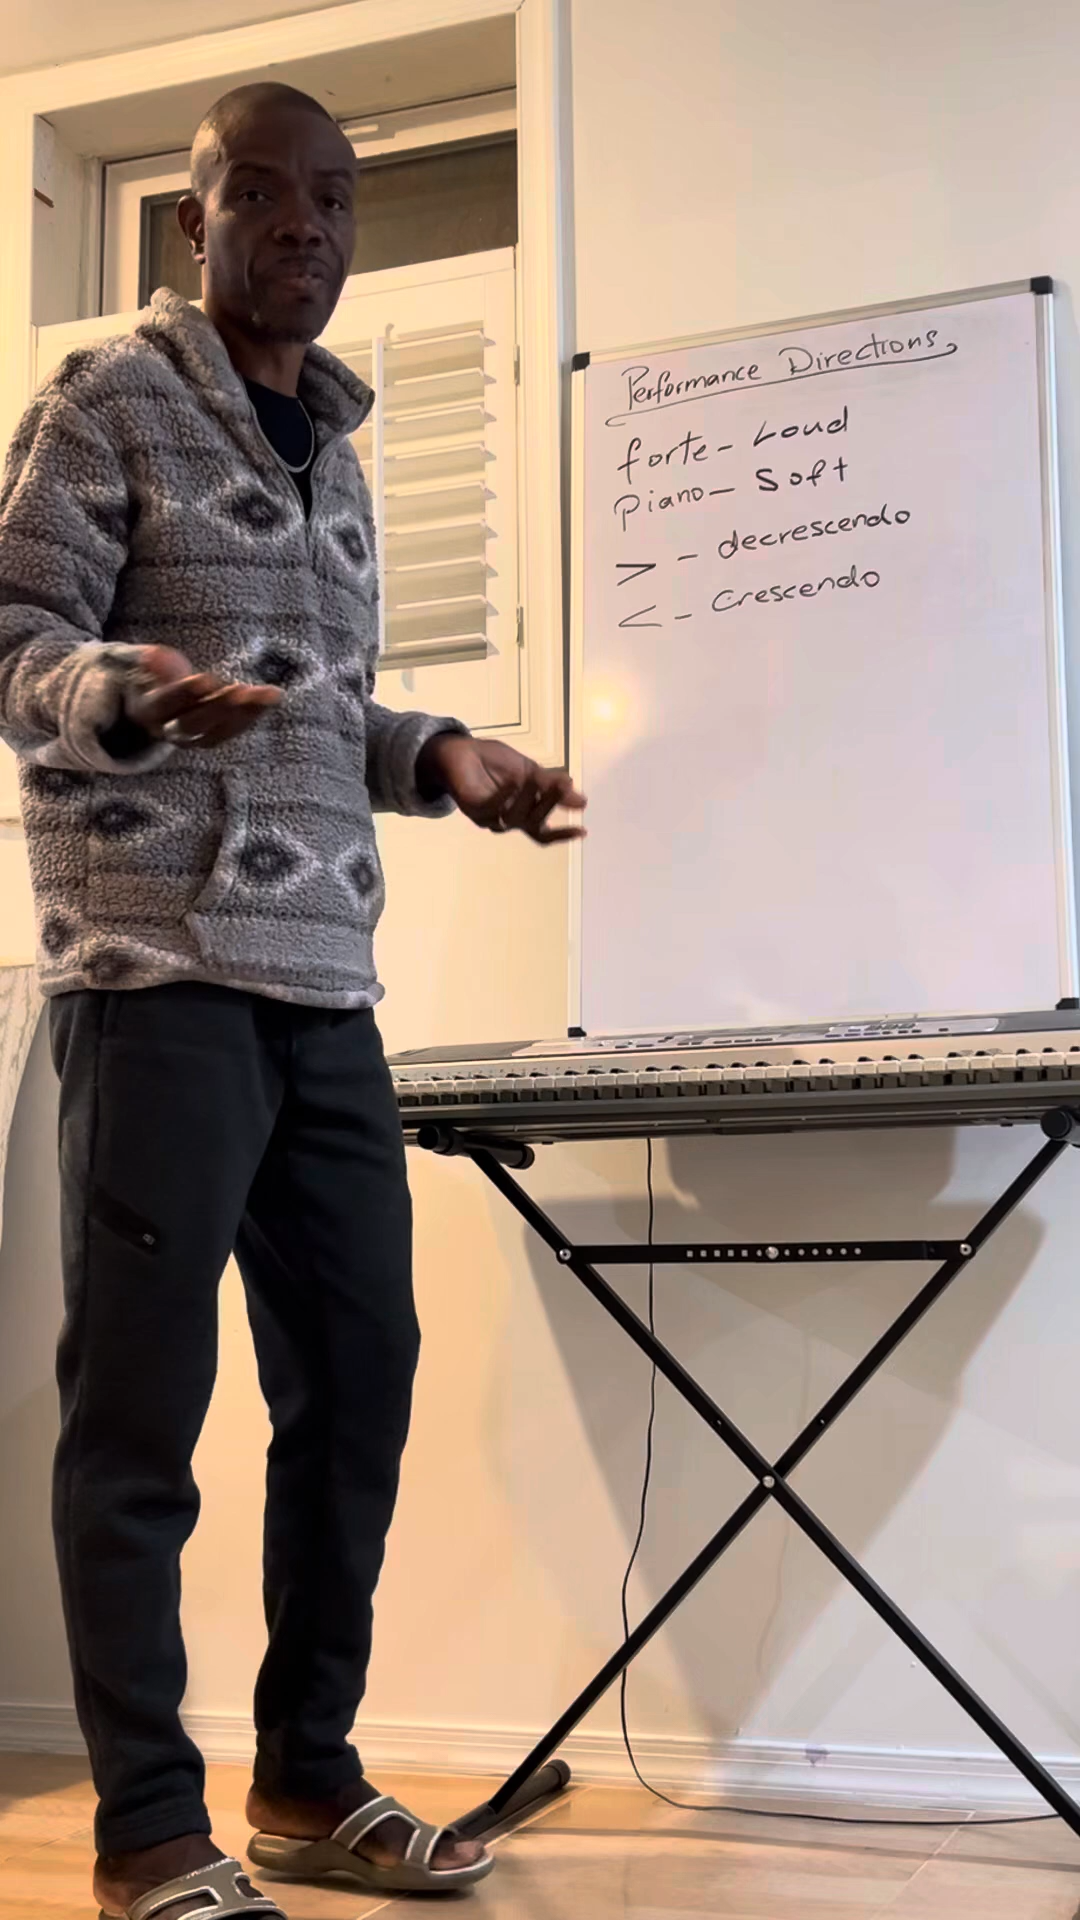 Performance Directions
forte - Loud
Piano - Soft
> - decrescendo
< - Crescendo